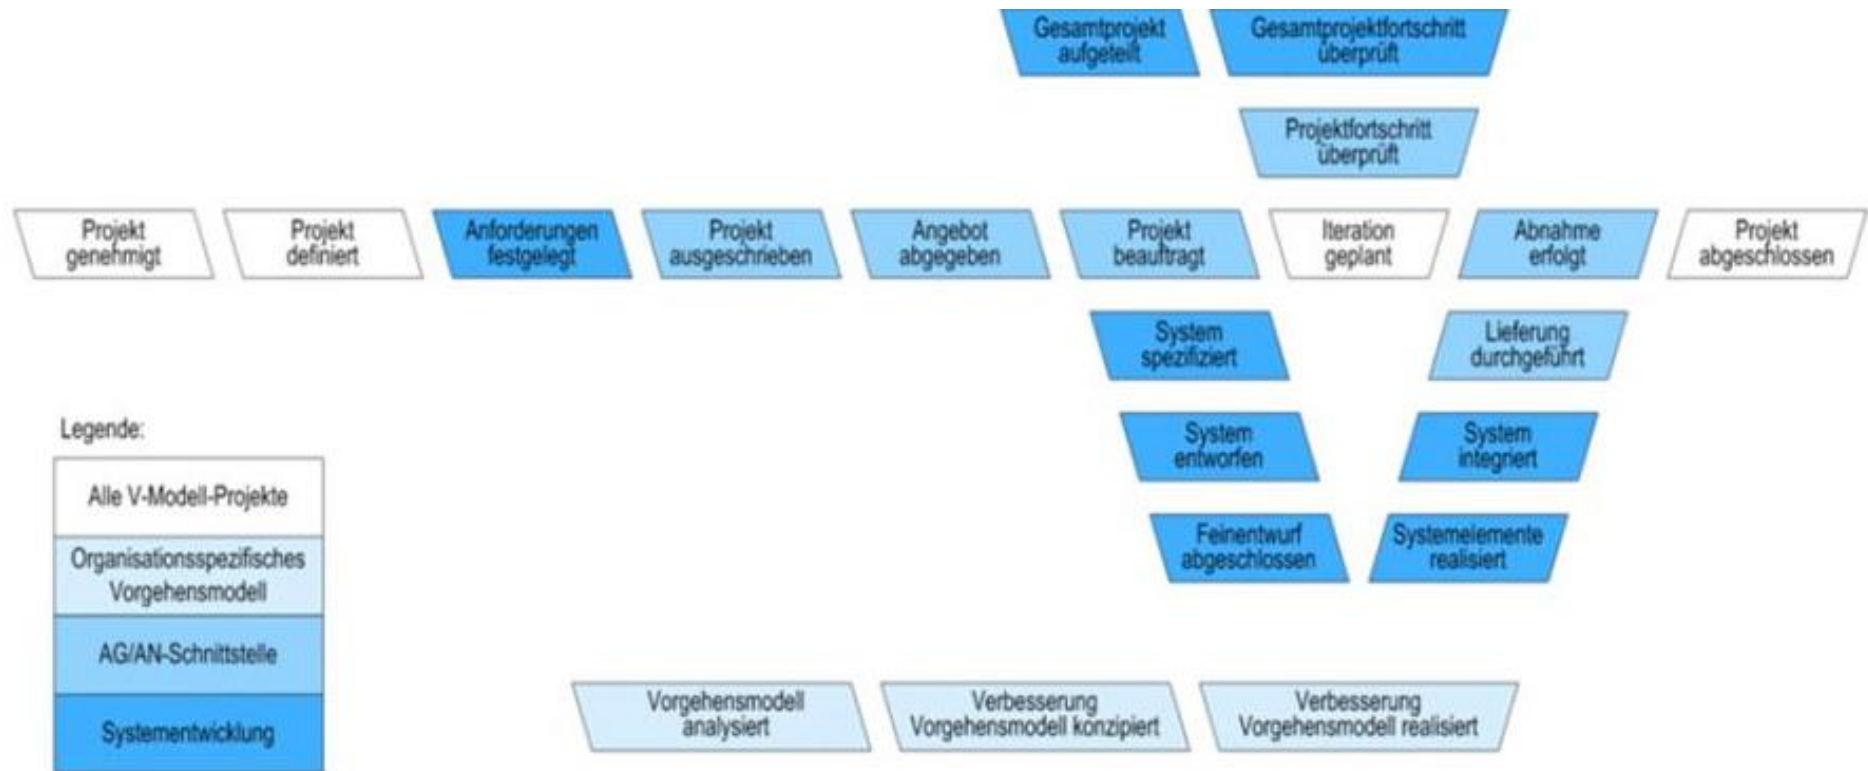 Gesamtprojekt
aufgeteilt
Gesamtprojektfortschritt
überprüft
Projektfortschritt
überprüft
Projekt
genehmigt
Projekt
definiert
Anforderungen
festgelegt
Projekt
ausgeschrieben
Angebot
abgegeben
Projekt
beauftragt
Iteration
geplant
Abnahme
erfolgt
Projekt
abgeschlossen
System
spezifiziert
Lieferung
durchgeführt
System
entworfen
System
integriert
Feinentwurf
abgeschlossen
Systemelemente
realisiert
Legende:
Alle V-Modell-Projekte
Organisationsspezifisches
Vorgehensmodell
AG/AN-Schnittstelle
Systementwicklung
Vorgehensmodell
analysiert
Verbesserung
Vorgehensmodell konzipiert
Verbesserung
Vorgehensmodell realisiert